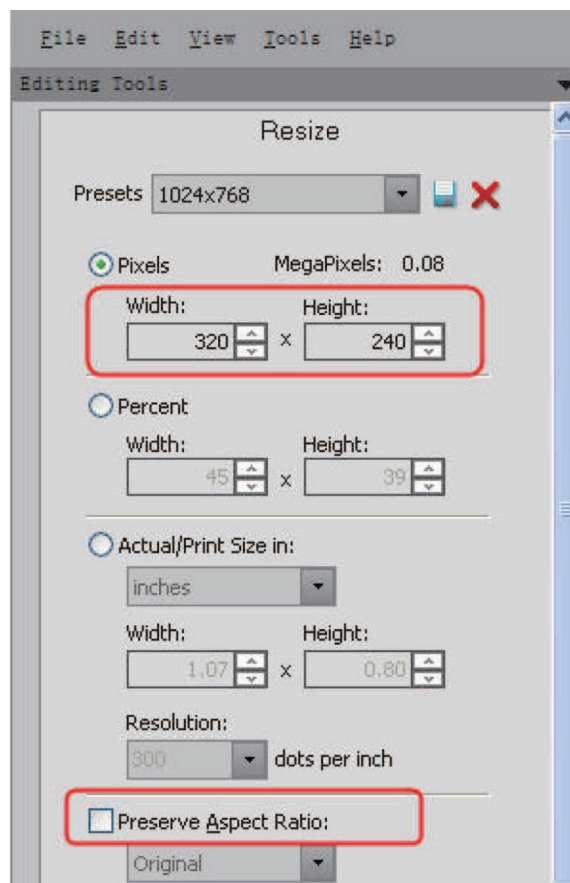 File Edit View Tools Help
Editing Tools
Resize
Presets 1024x768
Pixels MegaPixels: 0.08
Width: Height:
320 x 240
Percent
Width: Height:
45 x 39
Actual/Print Size in:
inches
Width: Height:
1.07 x 0.80
Resolution:
300 dots per inch
Preserve Aspect Ratio:
Original